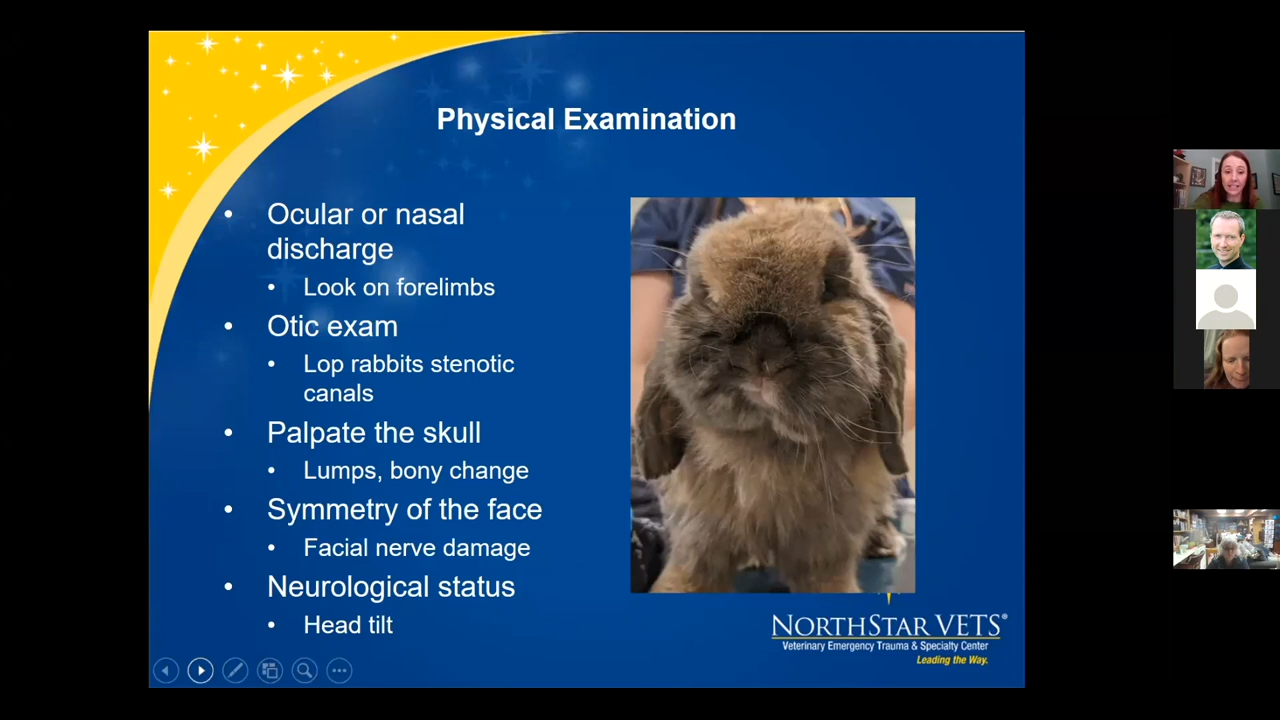 Physical Examination
• Ocular or nasal
discharge
• Look on forelimbs
• Otic exam
• Lop rabbits stenotic
canals
• Palpate the skull
• Lumps, bony change
• Symmetry of the face
• Facial nerve damage
• Neurological status
• Head tilt
NORTHSTAR VETS®
Veterinary Emergency Trauma & Specialty Center
Leading the Way.